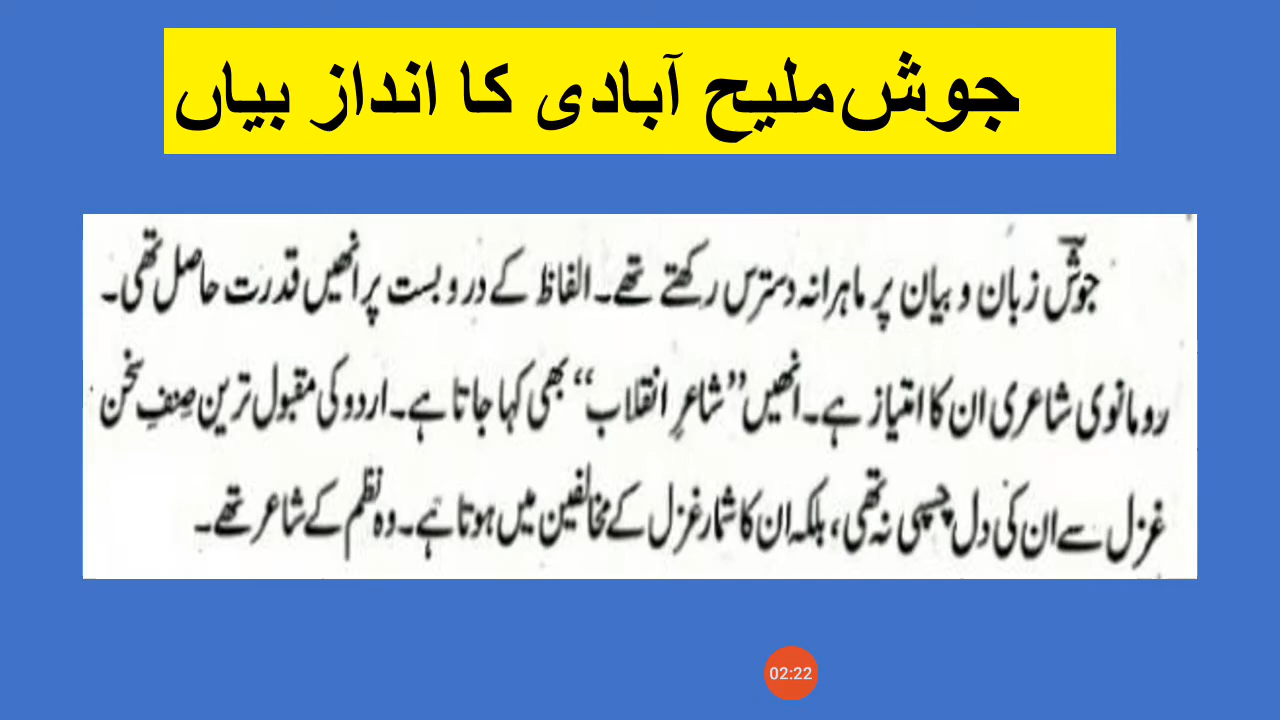 جوش ملیح آبادی کا انداز بیاں
جوشؔ زبان و بیان پر ماہرانہ دسترس رکھتے تھے۔ الفاظ کے در و بست پر انھیں قدرت حاصل تھی۔
رومانوی شاعری ان کا امتیاز ہے۔ انھیں ”شاعرِ انقلاب“ بھی کہا جاتا ہے۔ اردو کی مقبول ترین صِنفِ سخن
غزل سے ان کی دل چسپی نہ تھی، بلکہ ان کا شمار غزل کے مخالفین میں ہوتا ہے۔ وہ نظم کے شاعر تھے۔
02:22